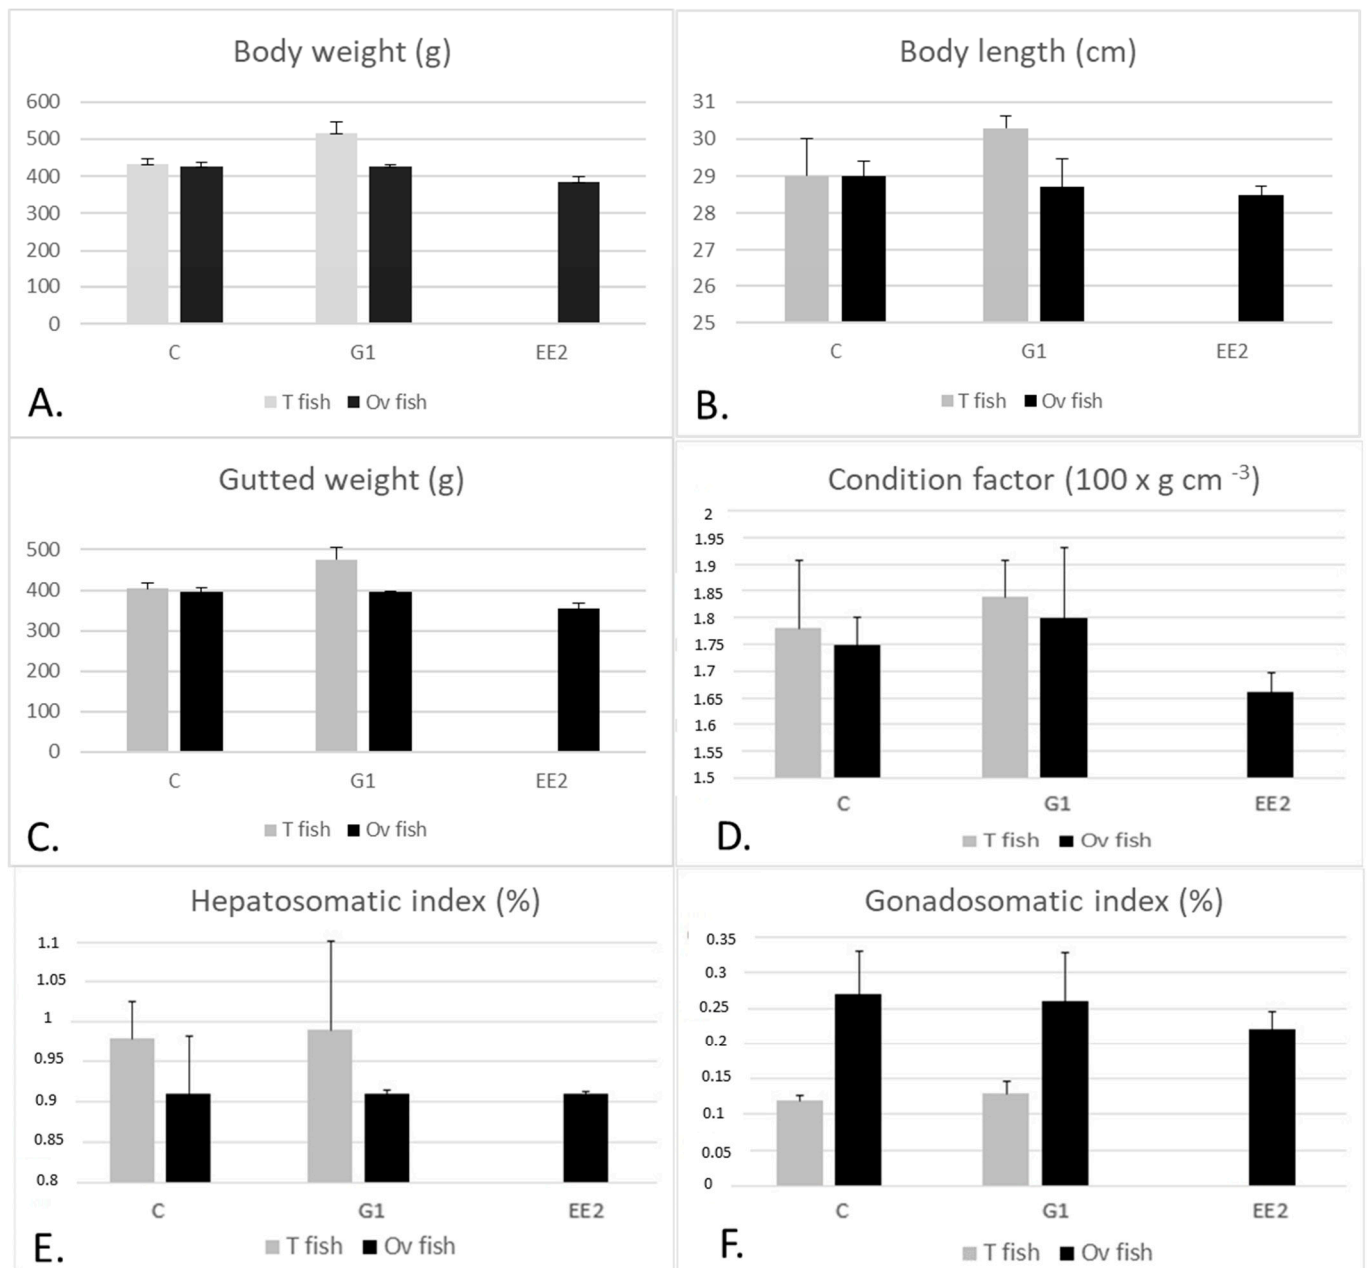 Body weight (g)
600
500
400
300
200
100
0
C G1 EE2
T fish Ov fish
A.
Body length (cm)
31
30
29
28
27
26
25
C G1 EE2
T fish Ov fish
B.
Gutted weight (g)
500
400
300
200
100
0
C G1 EE2
T fish Ov fish
C.
Condition factor (100 x g cm -3)
2
1.95
1.9
1.85
1.8
1.75
1.7
1.65
1.6
1.55
1.5
C G1 EE2
T fish Ov fish
D.
Hepatosomatic index (%)
1.1
1.05
1
0.95
0.9
0.85
0.8
C G1 EE2
T fish Ov fish
E.
Gonadosomatic index (%)
0.35
0.3
0.25
0.2
0.15
0.1
0.05
0
C G1 EE2
T fish Ov fish
F.